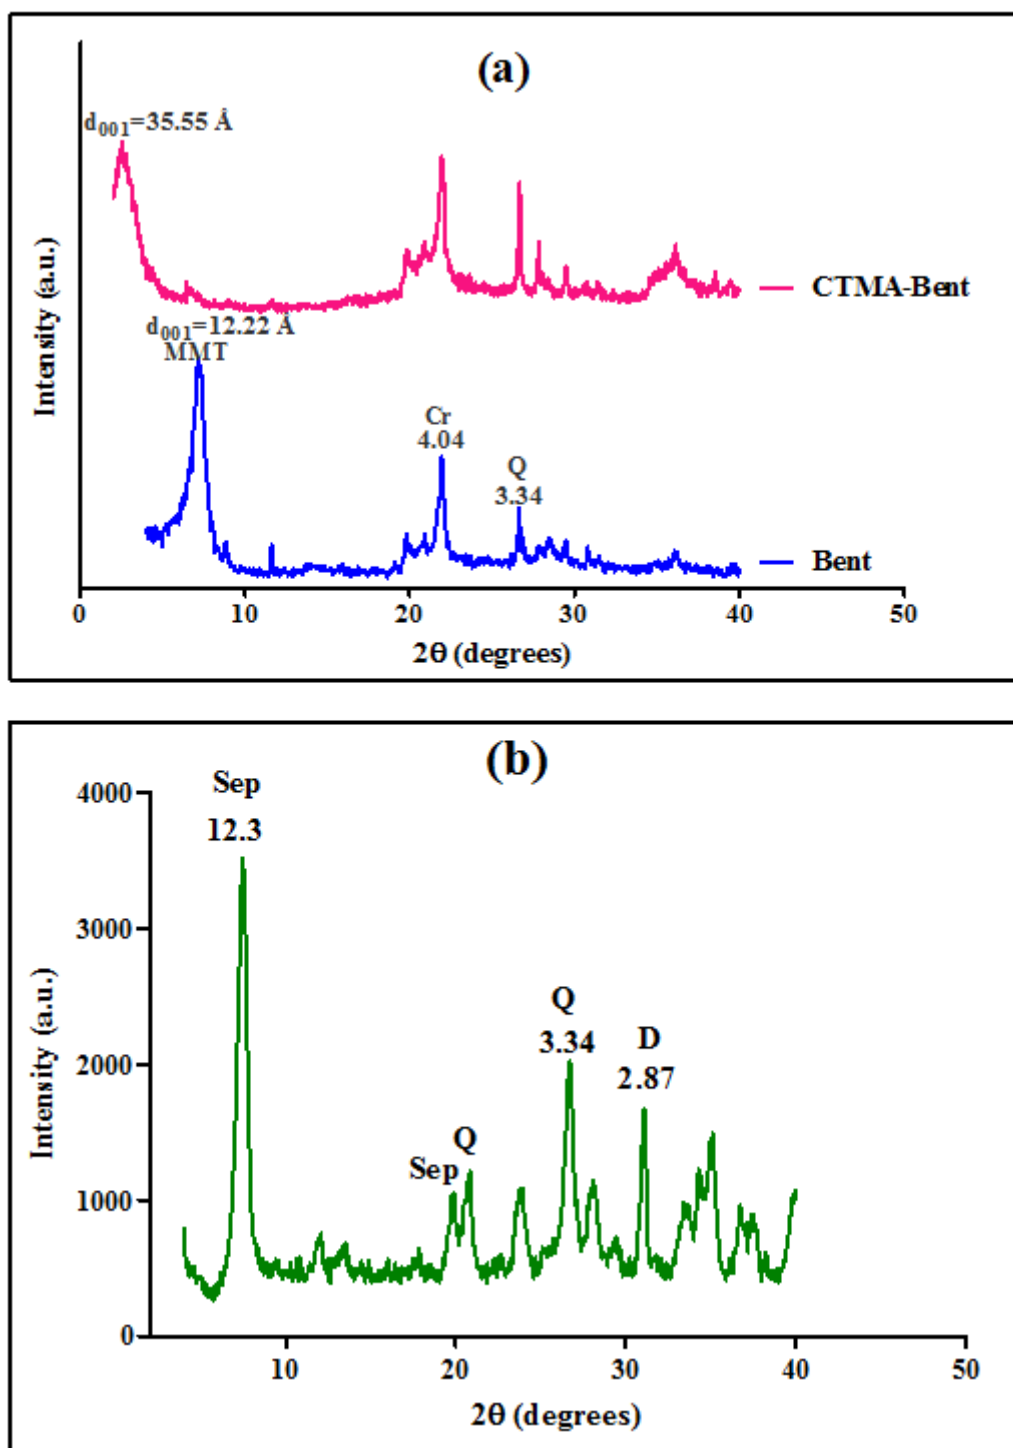 (a)
d001=35.55 Å
CTMA-Bent
d001=12.22 Å
MMT
Cr
4.04
Q
3.34
Bent
Intensity (a.u.)
0 10 20 30 40 50
2θ (degrees)
(b)
Sep
12.3
4000
3000
2000
1000
0
Q
3.34
D
2.87
Q
Sep
Intensity (a.u.)
10 20 30 40 50
2θ (degrees)